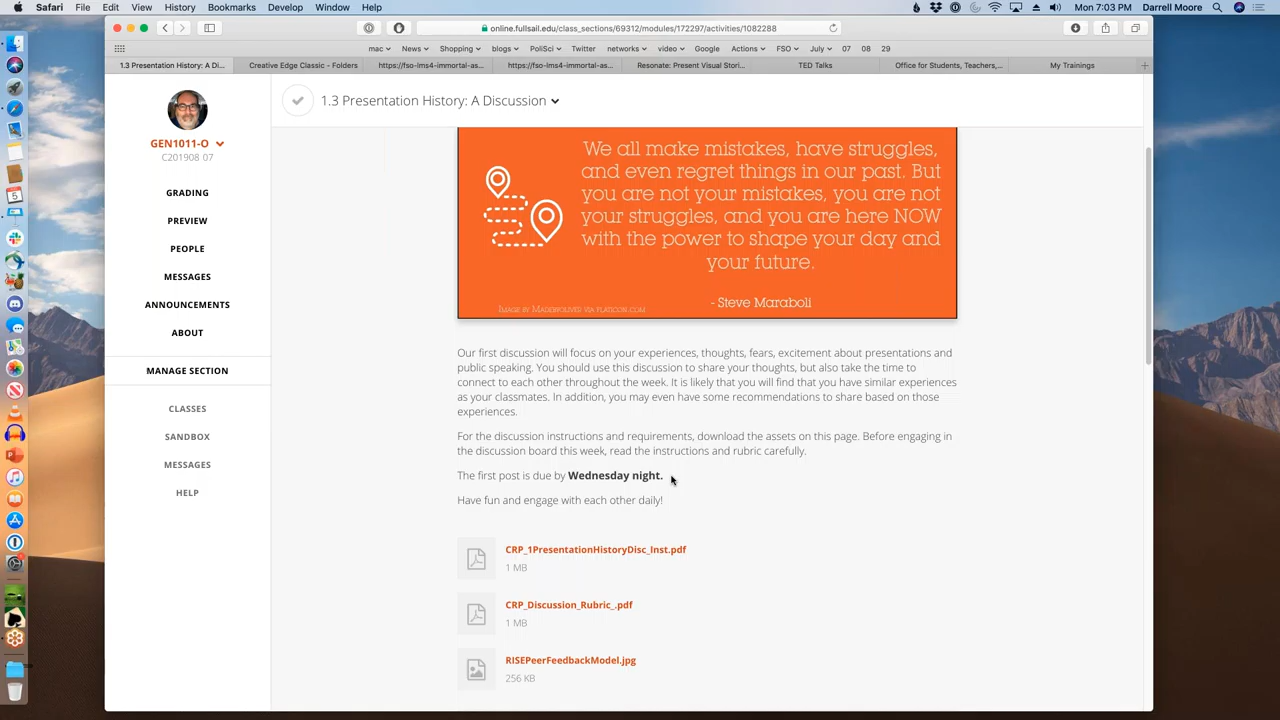 Safari File Edit View History Bookmarks Develop Window Help
Mon 7:03 PM Darrell Moore
online.fullsail.edu/class_sections/69312/modules/172297/activities/1082288
mac News Shopping blogs PoliSci Twitter networks video Google Actions FSO July 07 08 29
1.3 Presentation History: A Di... Creative Edge Classic - Folders https://fso-lms4-immortal-as... https://fso-lms4-immortal-as... Resonate: Present Visual Stori... TED Talks Office for Students, Teachers,... My Trainings
GEN1011-O
C201908 07
GRADING
PREVIEW
PEOPLE
MESSAGES
ANNOUNCEMENTS
ABOUT
MANAGE SECTION
CLASSES
SANDBOX
MESSAGES
HELP
1.3 Presentation History: A Discussion
We all make mistakes, have struggles,
and even regret things in our past. But
you are not your mistakes, you are not
your struggles, and you are here NOW
with the power to shape your day and
your future.
- Steve Maraboli
Our first discussion will focus on your experiences, thoughts, fears, excitement about presentations and
public speaking. You should use this discussion to share your thoughts, but also take the time to
connect to each other throughout the week. It is likely that you will find that you have similar experiences
as your classmates. In addition, you may even have some recommendations to share based on those
experiences.
For the discussion instructions and requirements, download the assets on this page. Before engaging in
the discussion board this week, read the instructions and rubric carefully.
The first post is due by Wednesday night.
Have fun and engage with each other daily!
CRP_1PresentationHistoryDisc_Inst.pdf
1 MB
CRP_Discussion_Rubric_.pdf
1 MB
RISEPeerFeedbackModel.jpg
256 KB